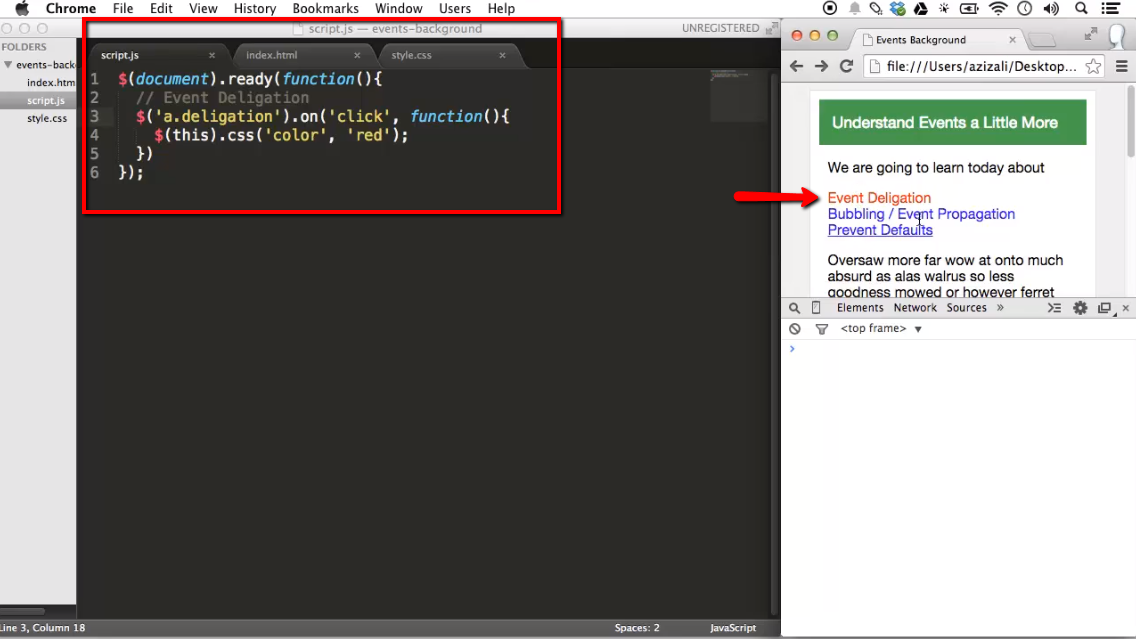 Chrome File Edit View History Bookmarks Window Users Help
script.js — events-background
UNREGISTERED
FOLDERS
events-bac
index.htm
script.js
style.css
script.js × index.html × style.css ×
1 $(document).ready(function(){
2 // Event Deligation
3 $('a.deligation').on('click', function(){
4 $(this).css('color', 'red');
5 })
6 });
Line 3, Column 18
Spaces: 2
JavaScript
Events Background ×
file:///Users/azizali/Desktop...
Understand Events a Little More
We are going to learn today about
Event Deligation
Bubbling / Event Propagation
Prevent Defaults
Oversaw more far wow at onto much
absurd as alas walrus so less
goodness mowed or however ferret
Elements Network Sources »
<top frame> ▼
>